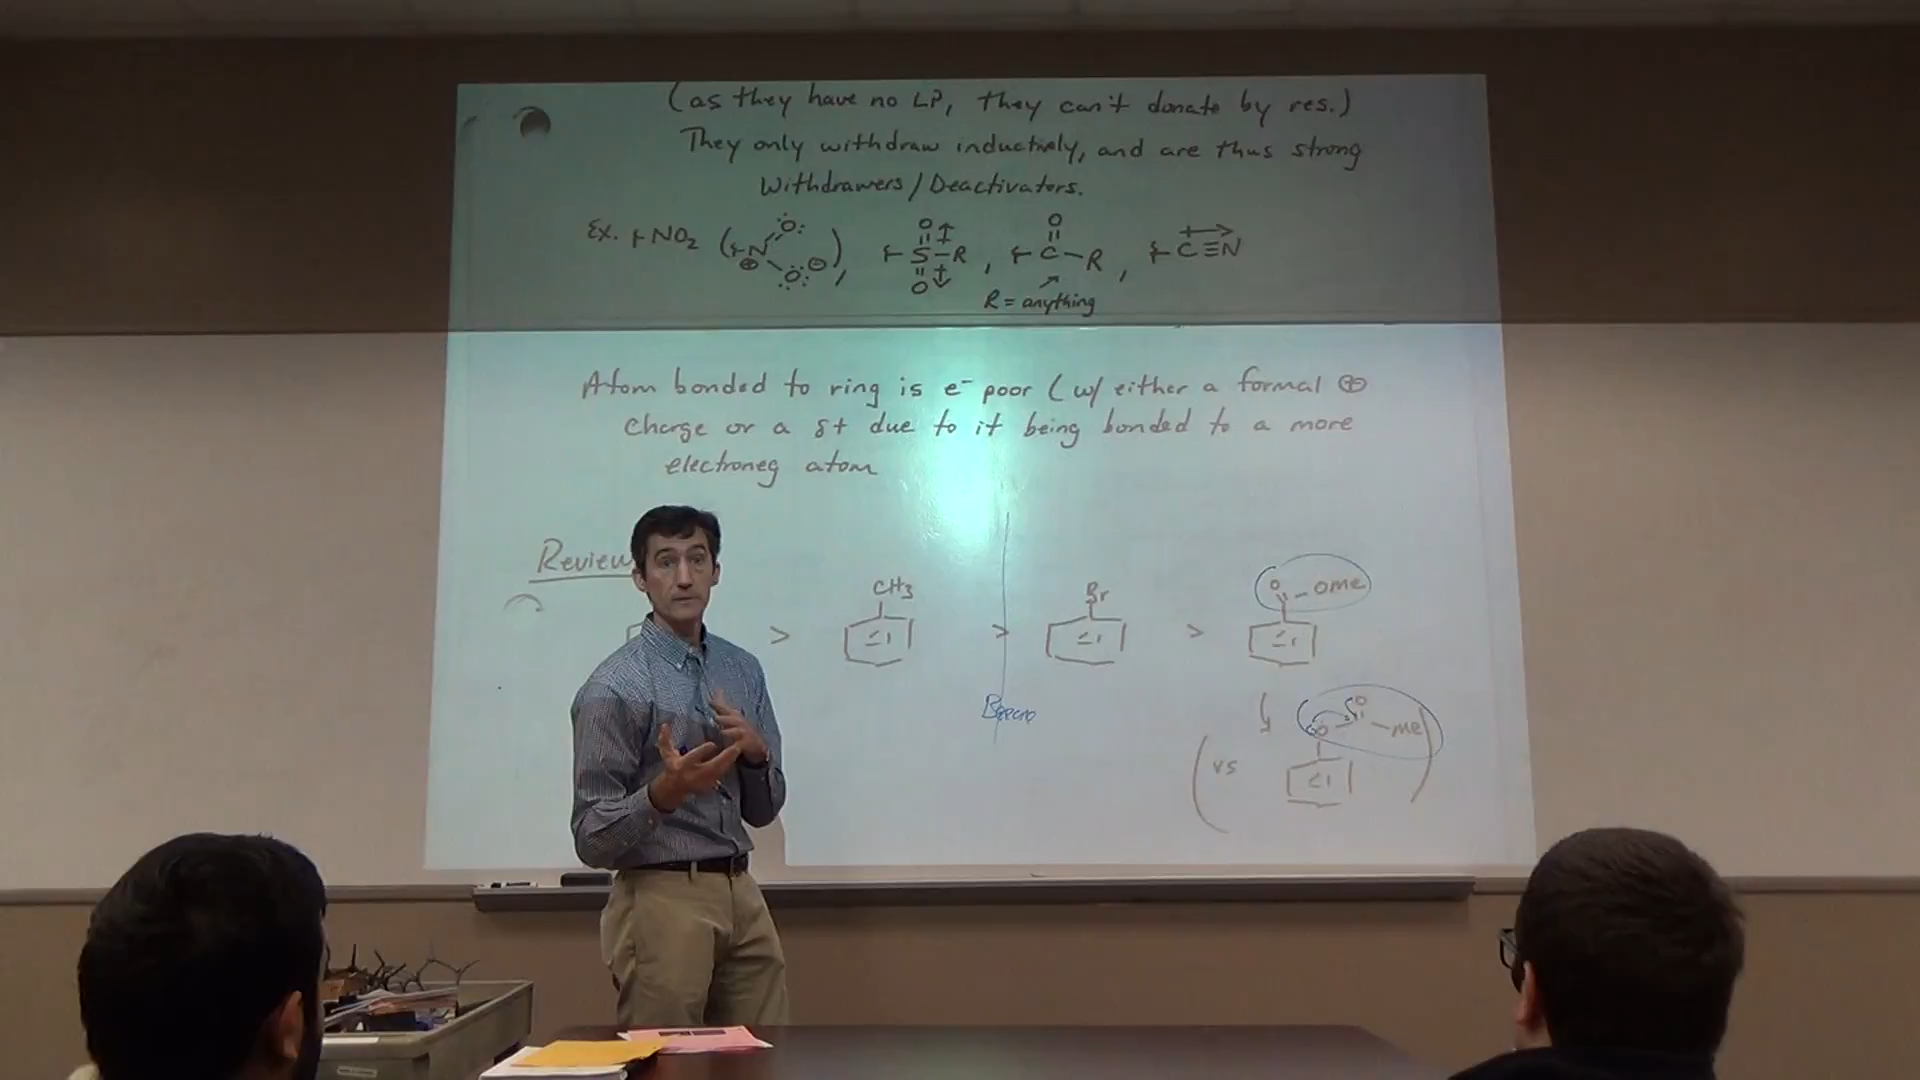 (as they have no LP, they can't donate by res.)
They only withdraw inductively, and are thus strong
Withdrawers / Deactivators.
Ex. NO2 ( N ⊕ O O ⊖ ), O S O R , O C R , C≡N
R = anything
Atom bonded to ring is e- poor (w/ either a formal ⊕
Charge or a δ+ due to it being bonded to a more
electroneg atom
Review
> CH3 > Br > O OMe
(vs O O Me)